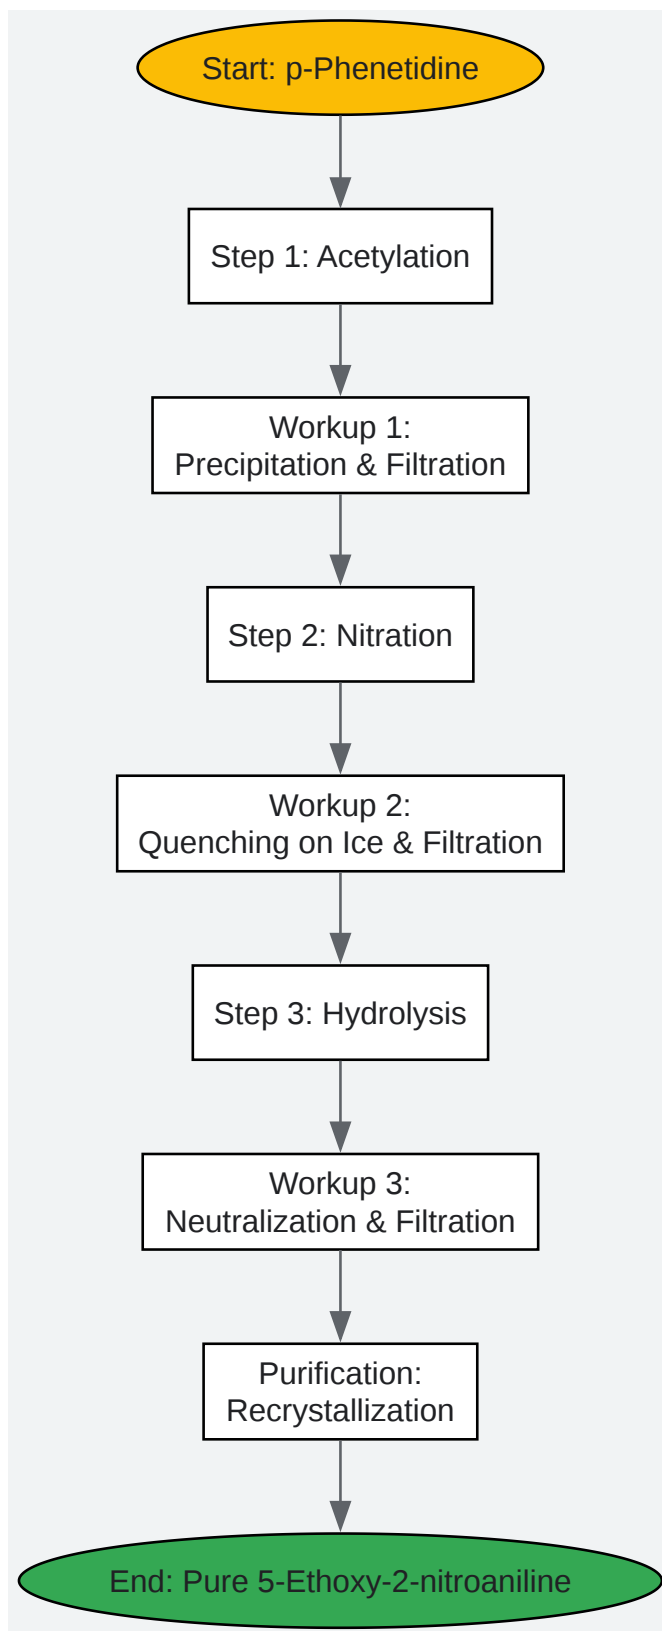 Start: p-Phenetidine
Step 1: Acetylation
Workup 1:
Precipitation & Filtration
Step 2: Nitration
Workup 2:
Quenching on Ice & Filtration
Step 3: Hydrolysis
Workup 3:
Neutralization & Filtration
Purification:
Recrystallization
End: Pure 5-Ethoxy-2-nitroaniline